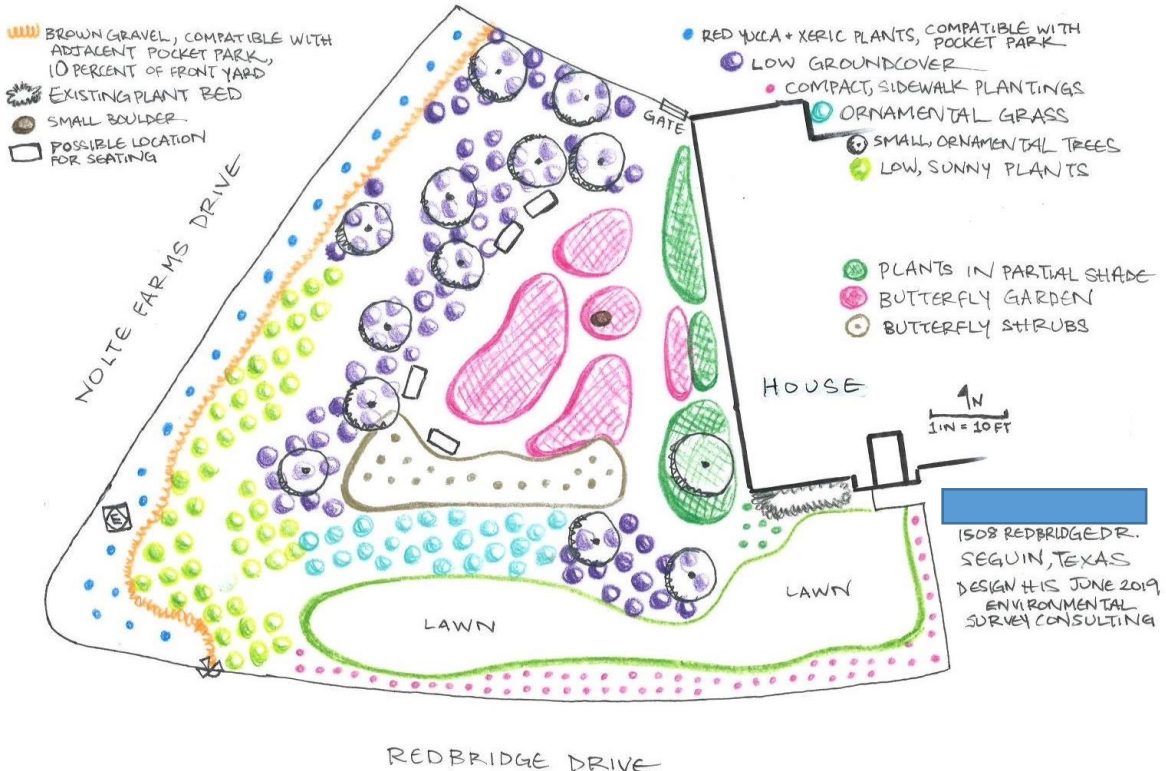 BROWN GRAVEL, COMPATIBLE WITH
ADJACENT POCKET PARK,
10 PERCENT OF FRONT YARD
EXISTING PLANT BED
SMALL BOULDER
POSSIBLE LOCATION
FOR SEATING
RED YUCCA + XERIC PLANTS, COMPATIBLE WITH
POCKET PARK
LOW GROUNDCOVER
COMPACT, SIDEWALK PLANTINGS
ORNAMENTAL GRASS
SMALL ORNAMENTAL TREES
LOW, SUNNY PLANTS
GATE
NOLTE FARMS DRIVE
PLANTS IN PARTIAL SHADE
BUTTERFLY GARDEN
BUTTERFLY SHRUBS
HOUSE
N
1 IN = 10 FT
E
LAWN
LAWN
1508 REDBRIDGE DR.
SEGUIN, TEXAS
DESIGN #15 JUNE 2019
ENVIRONMENTAL
SURVEY CONSULTING
REDBRIDGE DRIVE